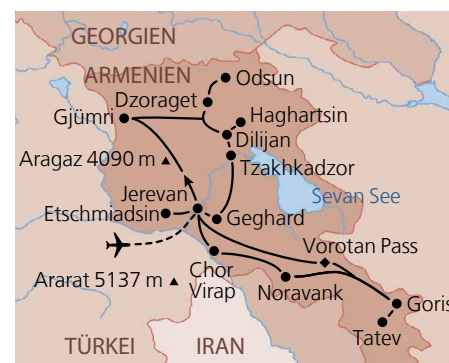 GEORGIEN
ARMENIEN
Odsun
Dzoraget
Haghartsin
Gjümri
Dilijan
Aragaz 4090 m
Tzakhkadzor
Jerevan
Sevan See
Etschmiadsin
Geghard
Vorotan Pass
Chor
Virap
Ararat 5137 m
Noravank
Goris
Tatev
TÜRKEI
IRAN